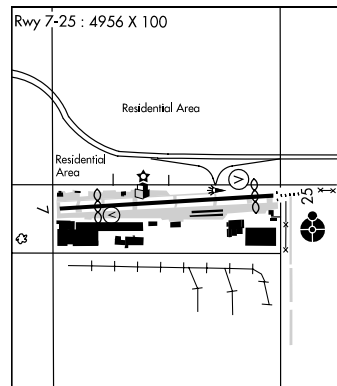 Rwy 7-25 : 4956 X 100
Residential Area
Residential
Area
V
25
7
V